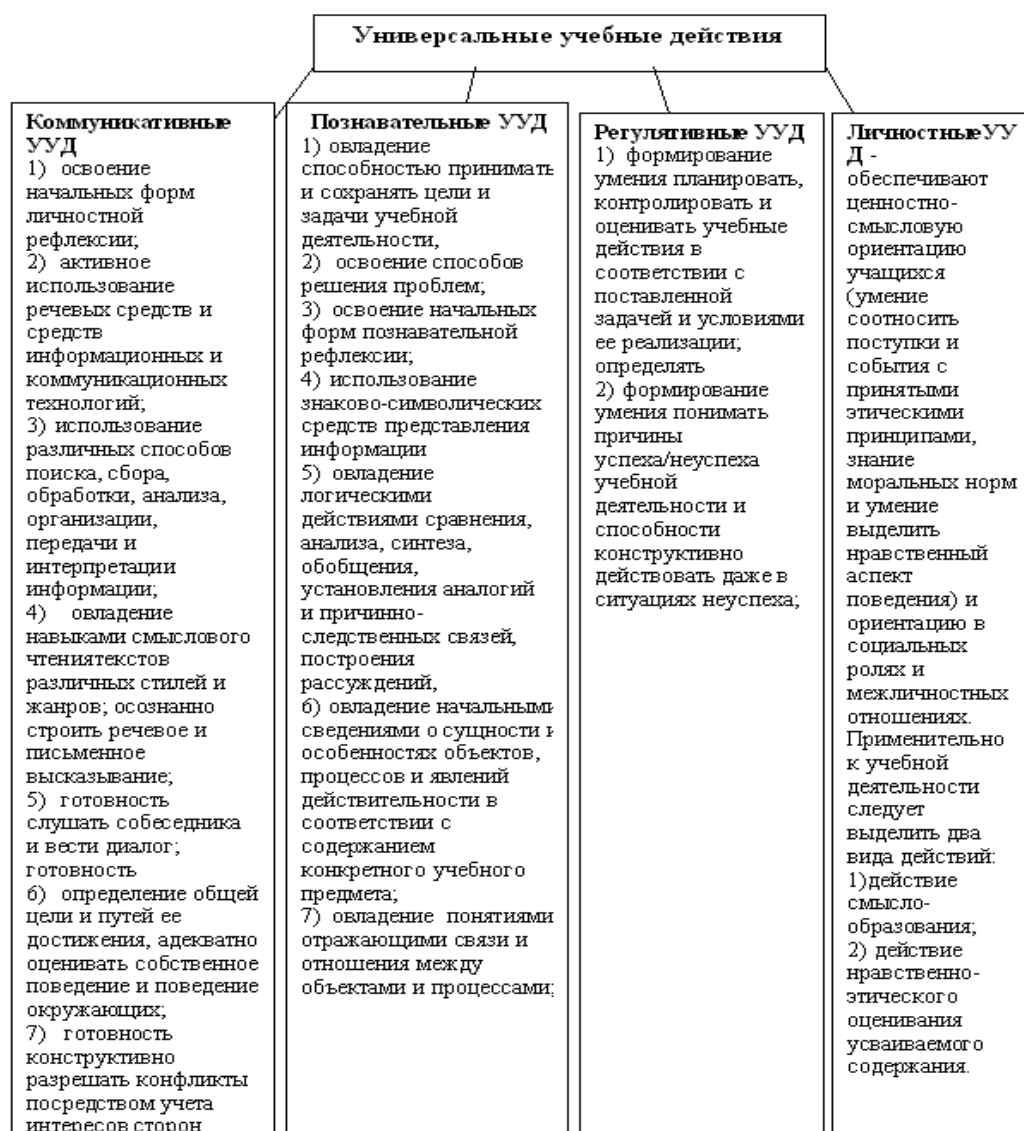 Универсальные учебные действия
Коммуникативные
УУД
1) освоение
начальных форм
личностной
рефлексии;
2) активное
использование
речевых средств и
средств
информационных и
коммуникационных
технологий;
3) использование
различных способов
поиска, сбора,
обработки, анализа,
организации,
передачи и
интерпретации
информации;
4) овладение
навыками смыслового
чтениятекстов
различных стилей и
жанров; осознанно
строить речевое и
письменное
высказывание;
5) готовность
слушать собеседника
и вести диалог;
готовность
6) определение общей
цели и путей ее
достижения, адекватно
оценивать собственное
поведение и поведение
окружающих;
7) готовность
конструктивно
разрешать конфликты
посредством учета
интересов сторон
Познавательные УУД
1) овладение
способностью принимать
и сохранять цели и
задачи учебной
деятельности,
2) освоение способов
решения проблем;
3) освоение начальных
форм познавательной
рефлексии;
4) использование
знаково-символических
средств представления
информации
5) овладение
логическими
действиями сравнения,
анализа, синтеза,
обобщения,
установления аналогий
и причинно-
следственных связей,
построения
рассуждений,
6) овладение начальными
сведениями о сущности и
особенностях объектов,
процессов и явлений
действительности в
соответствии с
содержанием
конкретного учебного
предмета;
7) овладение понятиями
отражающими связи и
отношения между
объектами и процессами;
Регулятивные УУД
1) формирование
умения планировать,
контролировать и
оценивать учебные
действия в
соответствии с
поставленной
задачей и условиями
ее реализации;
определять
2) формирование
умения понимать
причины
успеха/неуспеха
учебной
деятельности и
способности
конструктивно
действовать даже в
ситуациях неуспеха;
ЛичностныеУУ
Д -
обеспечивают
ценностно-
смысловую
ориентацию
учащихся
(умение
соотносить
поступки и
события с
принятыми
этическими
принципами,
знание
моральных норм
и умение
выделить
нравственный
аспект
поведения) и
ориентацию в
социальных
ролях и
межличностных
отношениях.
Применительно
к учебной
деятельности
следует
выделить два
вида действий:
1)действие
смысло-
образования;
2) действие
нравственно-
этического
оценивания
усваиваемого
содержания.